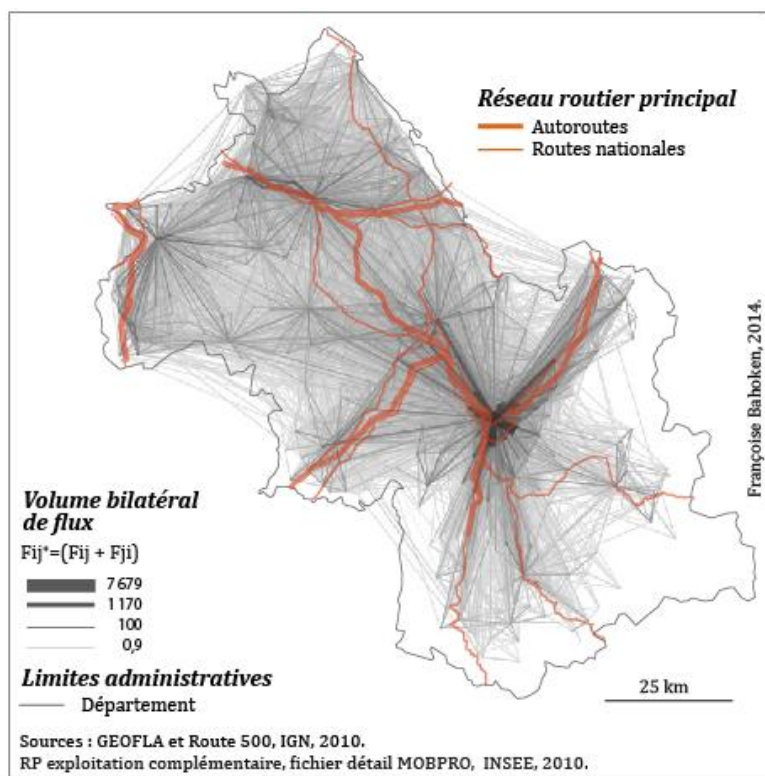 Réseau routier principal
Autoroutes
Routes nationales
Françoise Bahoken, 2014.
Volume bilatéral
de flux
Fij*=(Fij + Fji)
7 679
1 170
100
0,9
Limites administratives
Département
25 km
Sources : GEOFLA et Route 500, IGN, 2010.
RP exploitation complémentaire, fichier détail MOBPRO, INSEE, 2010.